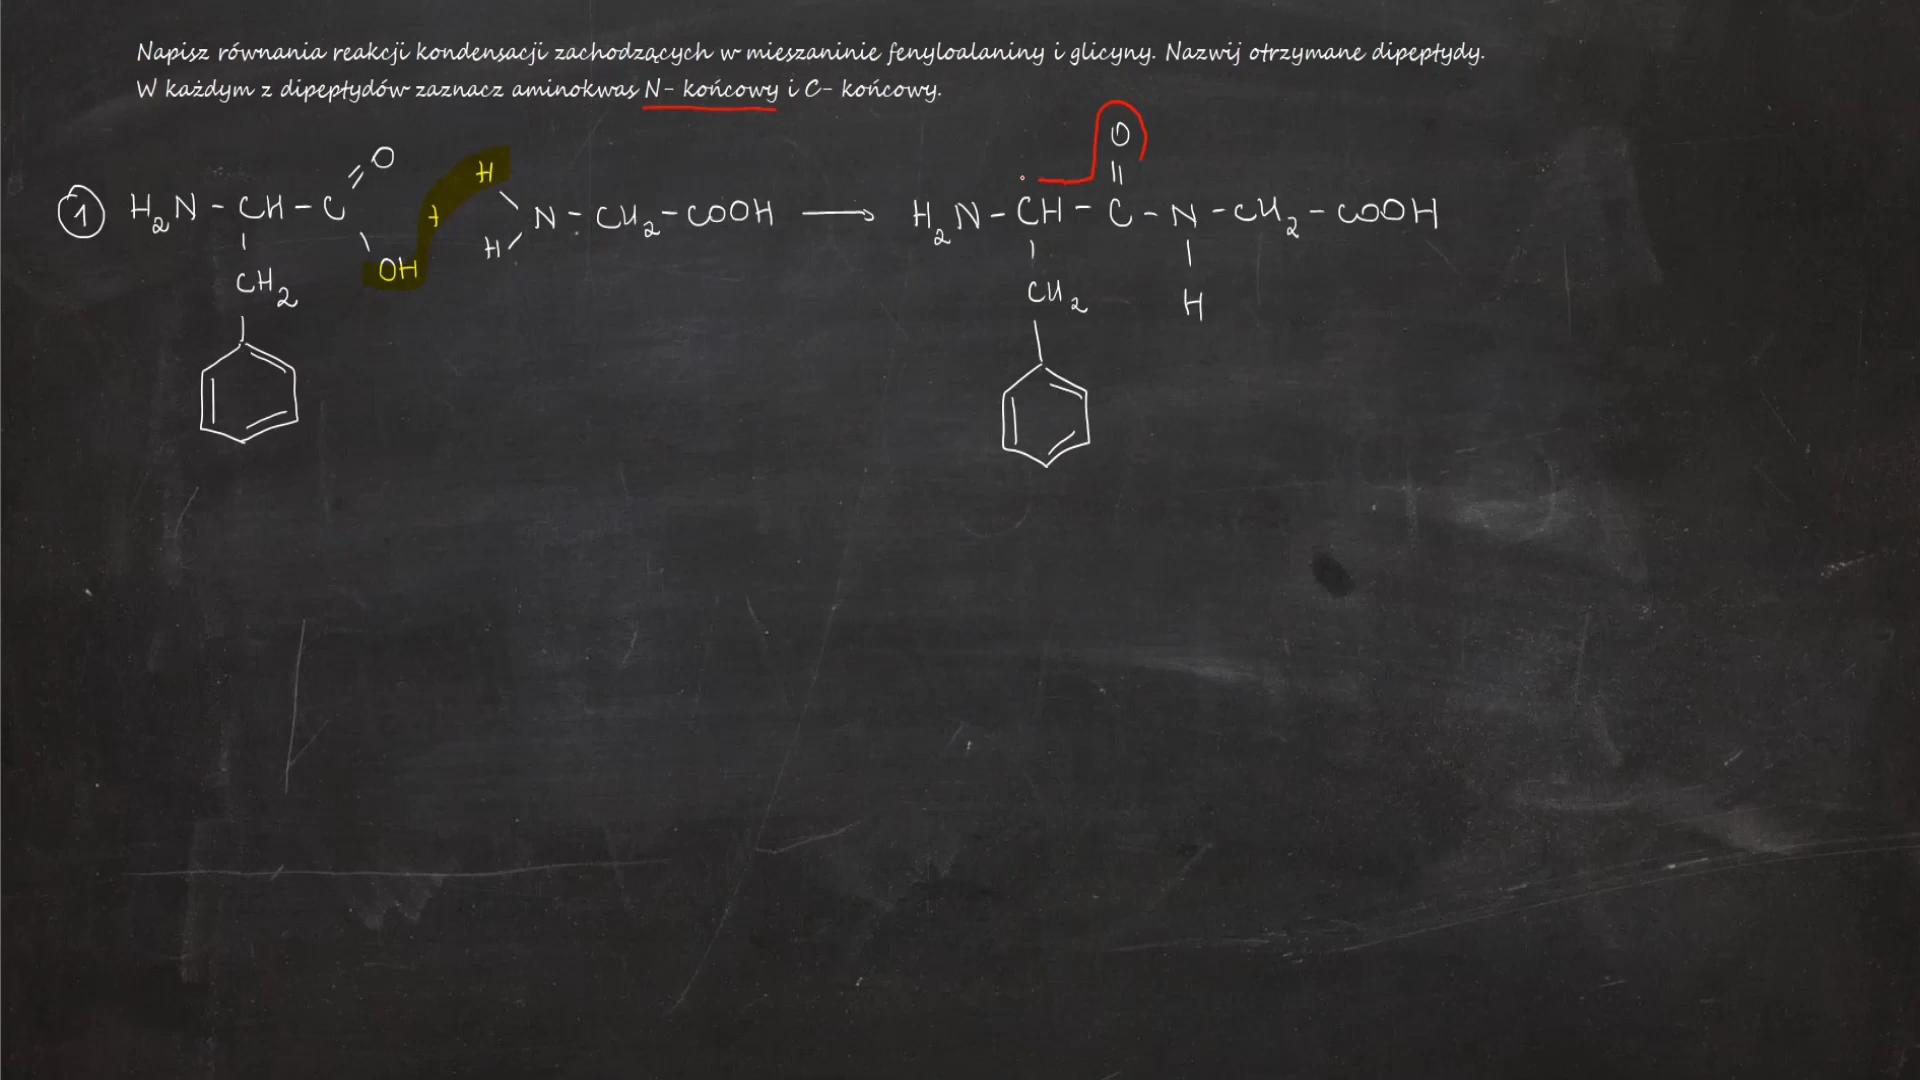 Napisz równania reakcji kondensacji zachodzących w mieszaninie fenyloalaniny i glicyny. Nazwij otrzymane dipeptydy.
W każdym z dipeptydów zaznacz aminokwas N- końcowy i C- końcowy.
O H O
1 H₂N - CH - C + N - CH₂ - COOH → H₂N - CH - C - N - CH₂ - COOH
OH H
CH₂ CH₂ H